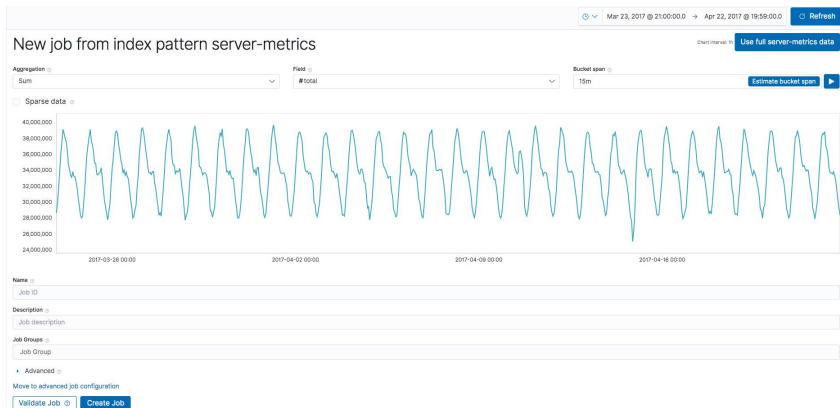 Mar 23, 2017 @ 21:00:00.0 → Apr 22, 2017 @ 19:59:00.0 Refresh
New job from index pattern server-metrics
Chart interval: 1h Use full server-metrics data
Aggregation Field Bucket span
Sum # total 15m Estimate bucket span
Sparse data
40,000,000
38,000,000
36,000,000
34,000,000
32,000,000
30,000,000
28,000,000
26,000,000
24,000,000
2017-03-26 00:00 2017-04-02 00:00 2017-04-09 00:00 2017-04-16 00:00
Name
Job ID
Description
Job description
Job Groups
Job Group
Advanced
Move to advanced job configuration
Validate Job Create Job